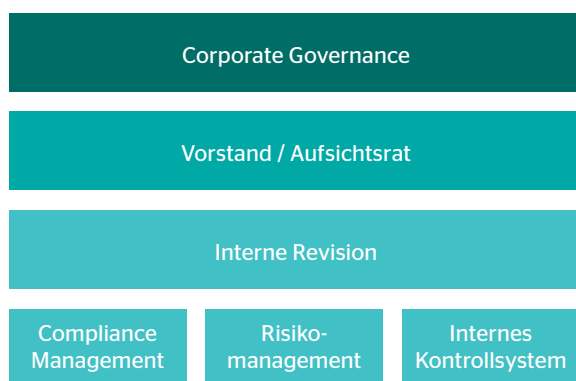 Corporate Governance
Vorstand / Aufsichtsrat
Interne Revision
Compliance
Management
Risiko-
management
Internes
Kontrollsystem